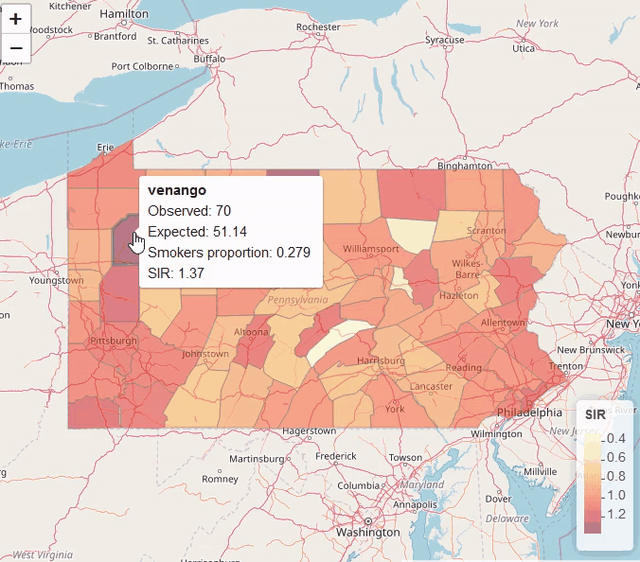 +
−
Kitchener
Hamilton
Rochester
New York
Woodstock
Brantford
St. Catharines
Syracuse
Utica
Thomas
Port Colborne
Buffalo
Erie
Binghamton
venango
Observed: 70
Expected: 51.14
Smokers proportion: 0.279
SIR: 1.37
Scranton
Williamsport
Wilkes-
Barre
Youngstown
Hazleton
Pennsylvania
Allentown
New Yo
Altoona
Pittsburgh
Johnstown
Harrisburg
Reading
New Brunswick
Trenton
Lancaster
York
Philadelphia
SIR
Hagerstown
Wilmington
New Jersey
0.4
0.6
0.8
1.0
1.2
Martinsburg
Frederick
Towson
Romney
Millville
Columbia
Maryland
Annapolis
Dover
Delaware
Washington
West Virginia